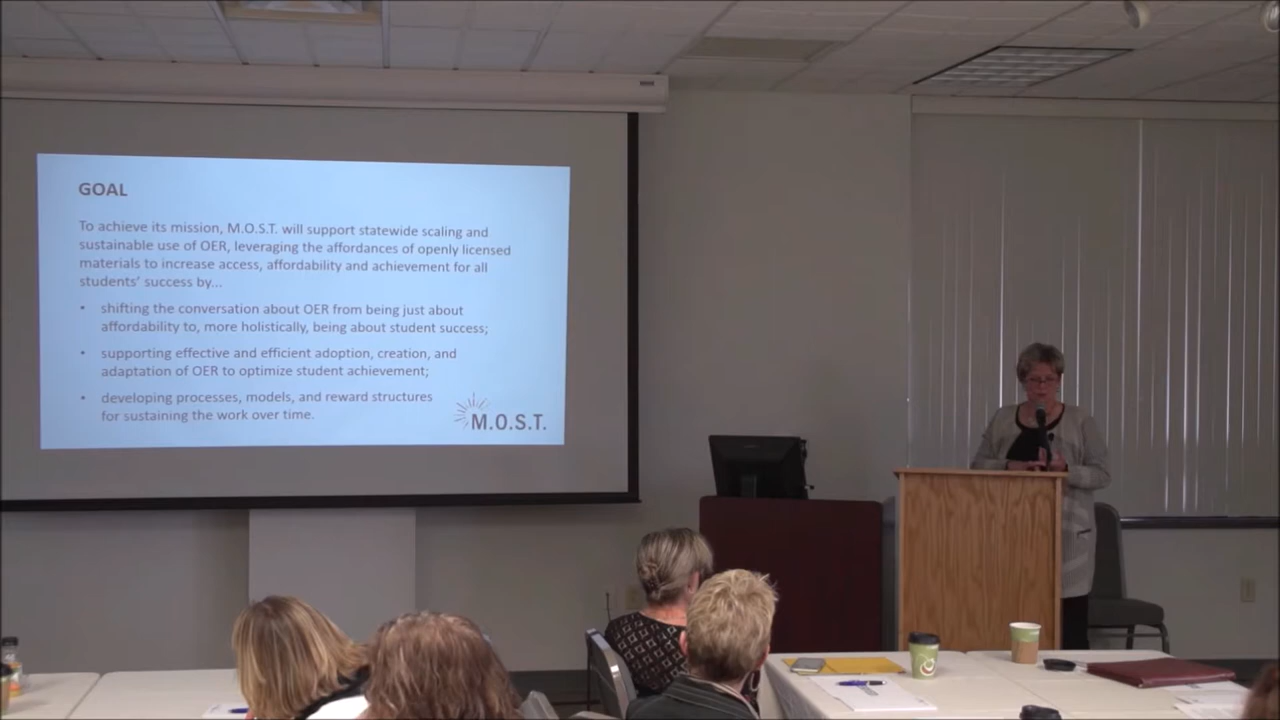 GOAL
To achieve its mission, M.O.S.T. will support statewide scaling and
sustainable use of OER, leveraging the affordances of openly licensed
materials to increase access, affordability and achievement for all
students' success by...
• shifting the conversation about OER from being just about
affordability to, more holistically, being about student success;
• supporting effective and efficient adoption, creation, and
adaptation of OER to optimize student achievement;
• developing processes, models, and reward structures
for sustaining the work over time.
M.O.S.T.